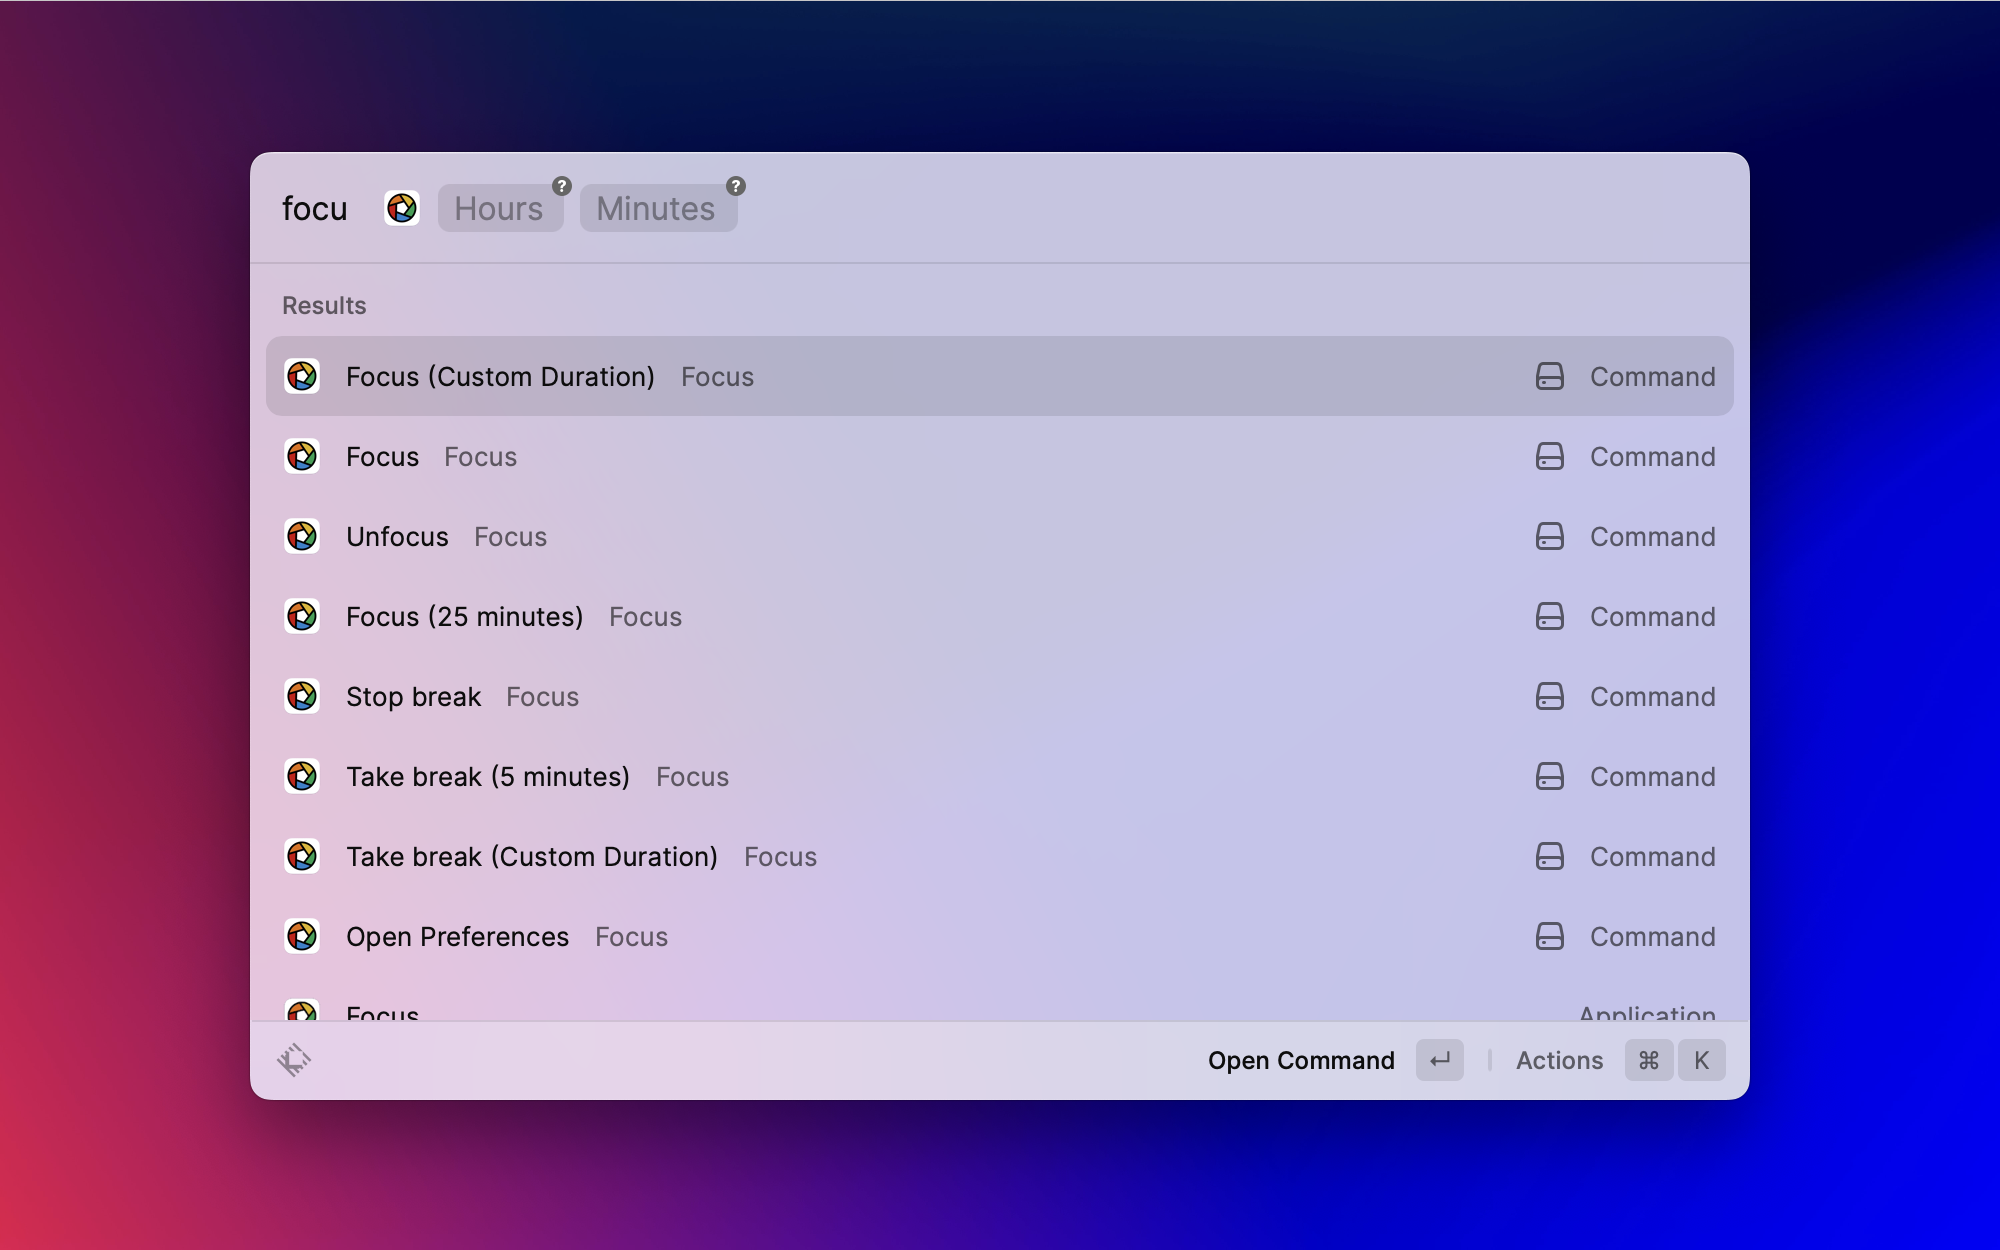 focu Hours ? Minutes ?
Results
Focus (Custom Duration) Focus Command
Focus Focus Command
Unfocus Focus Command
Focus (25 minutes) Focus Command
Stop break Focus Command
Take break (5 minutes) Focus Command
Take break (Custom Duration) Focus Command
Open Preferences Focus Command
Focus Application
Open Command ↵ Actions ⌘ K